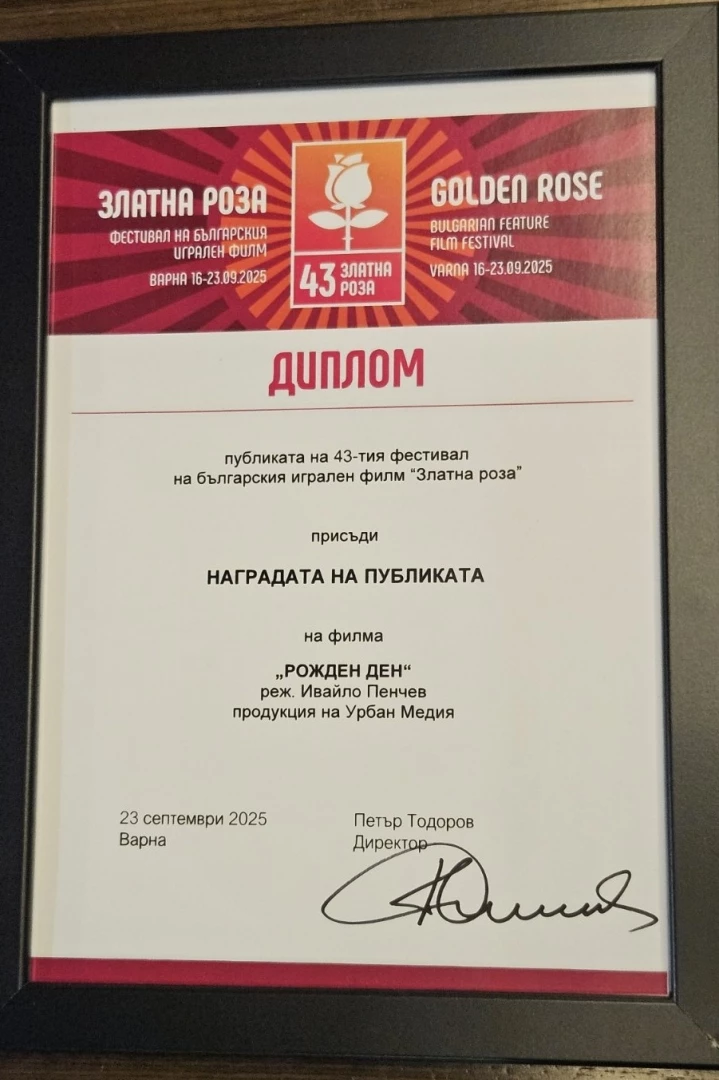 ЗЛАТНА РОЗА
ФЕСТИВАЛ НА БЪЛГАРСКИЯ
ИГРАЛЕН ФИЛМ
ВАРНА 16-23.09.2025
43 ЗЛАТНА
РОЗА
GOLDEN ROSE
BULGARIAN FEATURE
FILM FESTIVAL
VARNA 16-23.09.2025
ДИПЛОМ
публиката на 43-тия фестивал
на българския игрален филм “Златна роза”
присъди
НАГРАДАТА НА ПУБЛИКАТА
на филма
„РОЖДЕН ДЕН“
реж. Ивайло Пенчев
продукция на Урбан Медия
23 септември 2025
Варна
Петър Тодоров
Директор